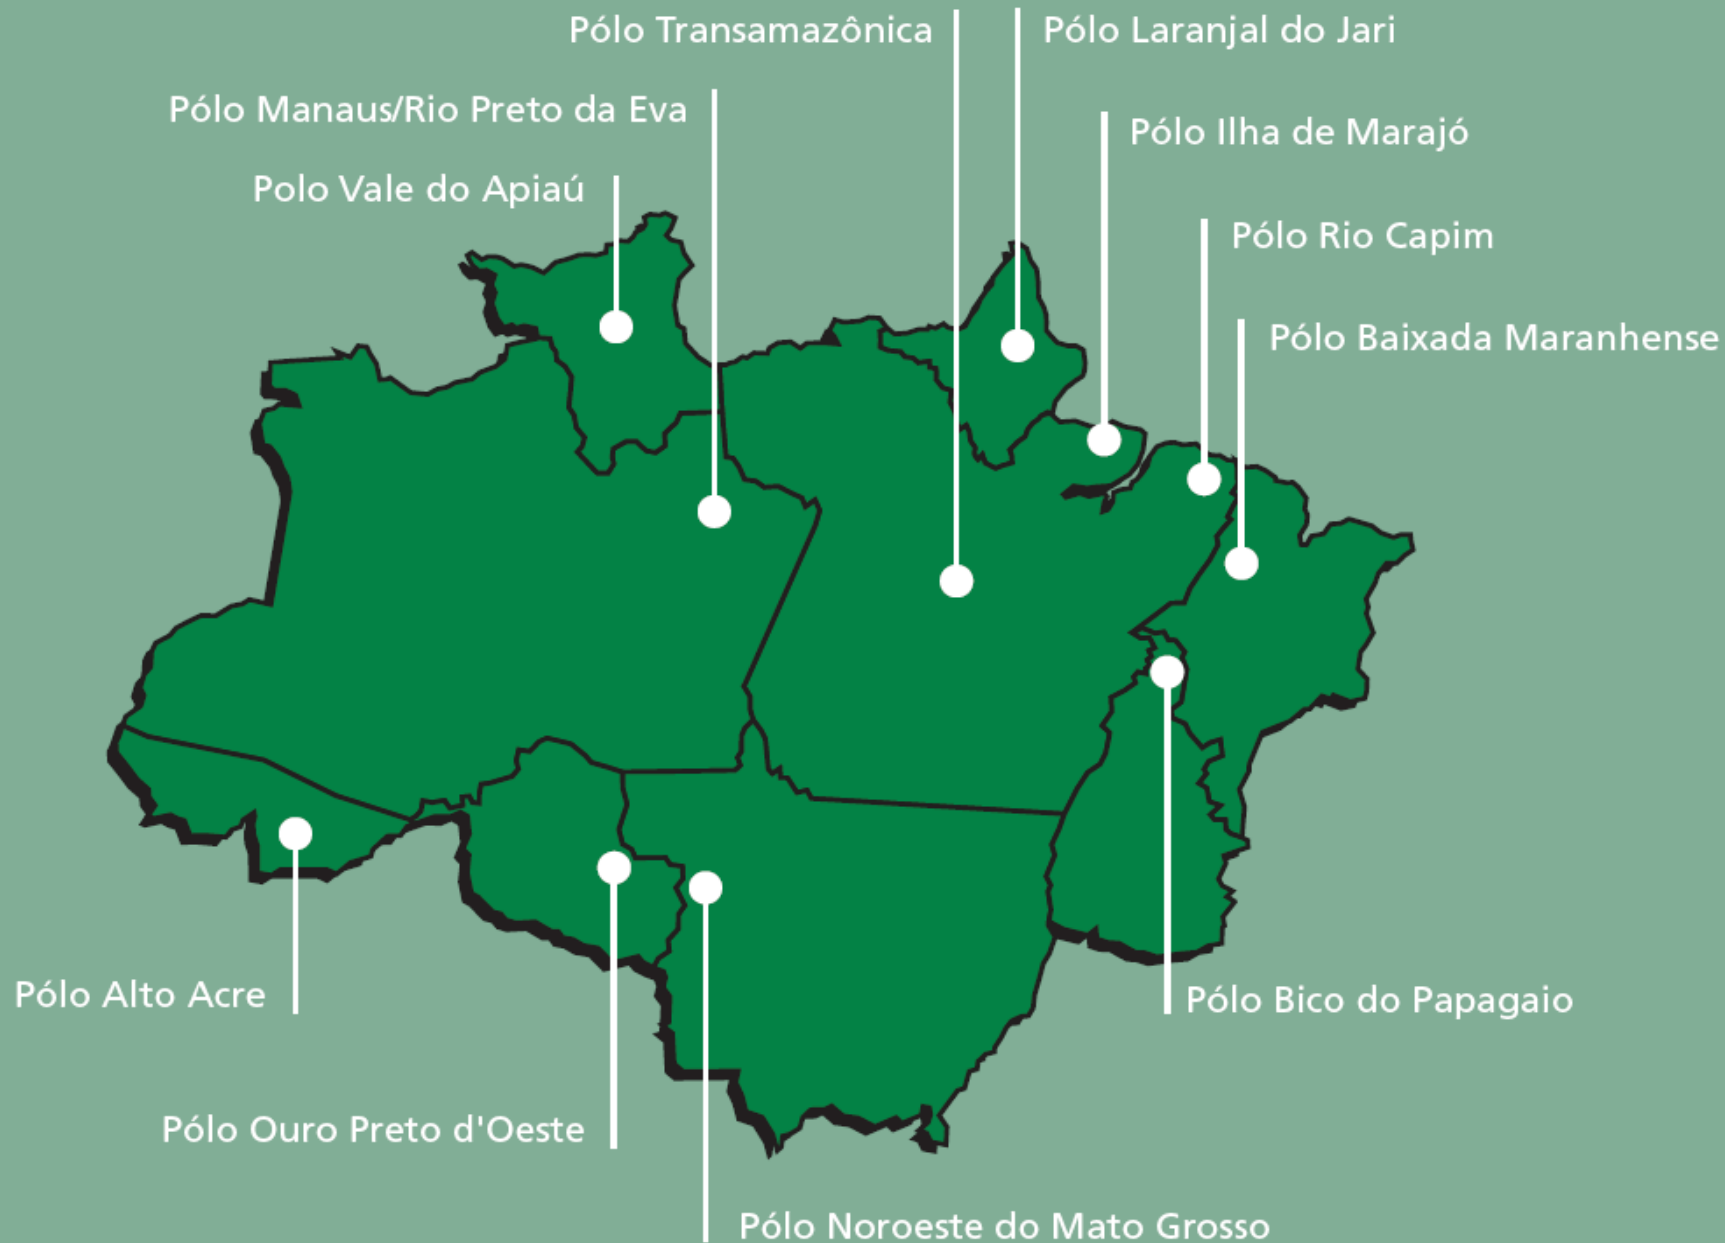 Pólo Transamazônica
Pólo Laranjal do Jari
Pólo Manaus/Rio Preto da Eva
Pólo Ilha de Marajó
Polo Vale do Apiaú
Pólo Rio Capim
Pólo Baixada Maranhense
Pólo Alto Acre
Pólo Bico do Papagaio
Pólo Ouro Preto d'Oeste
Pólo Noroeste do Mato Grosso